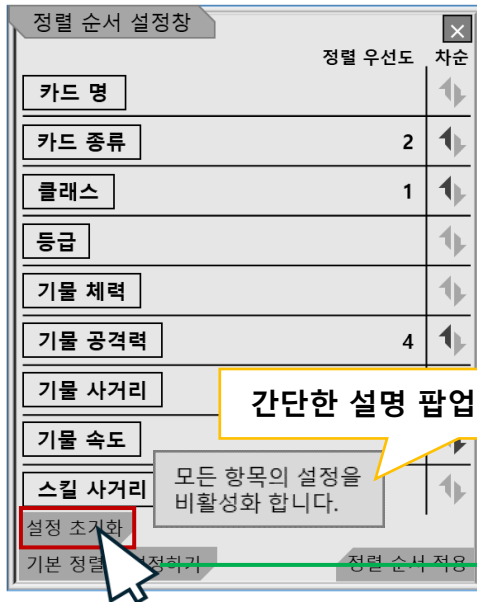 정렬 순서 설정창
정렬 우선도 차순
카드 명
카드 종류 2
클래스 1
등급
기물 체력
기물 공격력 4
기물 사거리
간단한 설명 팝업
기물 속도
모든 항목의 설정을
비활성화 합니다.
스킬 사거리
설정 초기화
기본 정렬 정하기
정렬 순서 적용